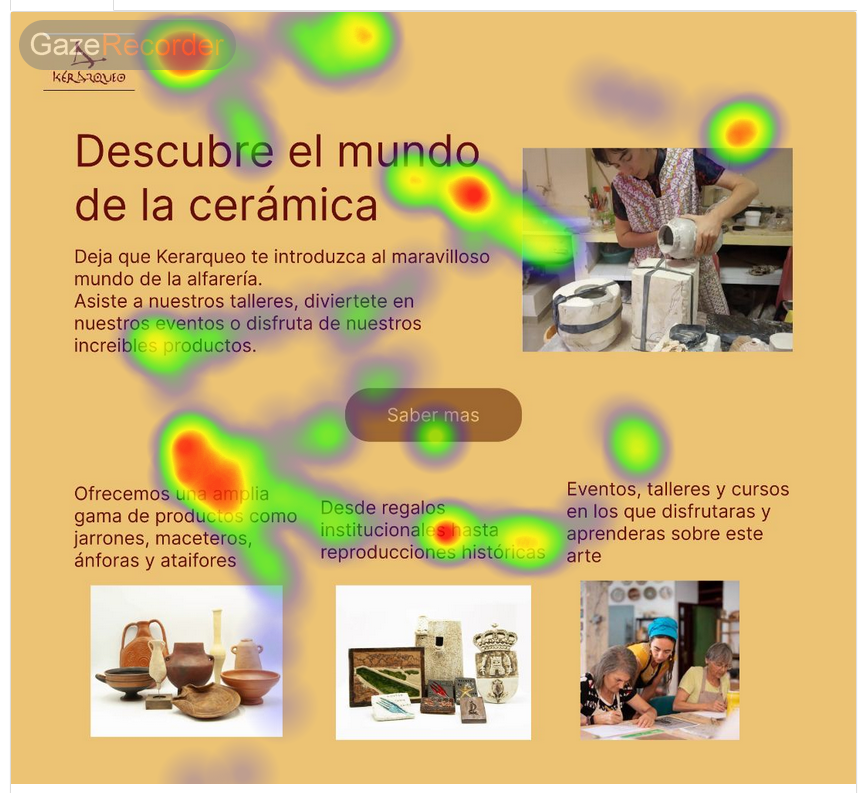 GazeRecorder
KERARQUEO
Descubre el mundo
de la cerámica
Deja que Kerarqueo te introduzca al maravilloso
mundo de la alfarería.
Asiste a nuestros talleres, diviertete en
nuestros eventos o disfruta de nuestros
increibles productos.
Saber mas
Ofrecemos una amplia
gama de productos como
jarrones, maceteros,
ánforas y ataifores
Desde regalos
institucionales hasta
reproducciones históricas
Eventos, talleres y cursos
en los que disfrutaras y
aprenderas sobre este
arte